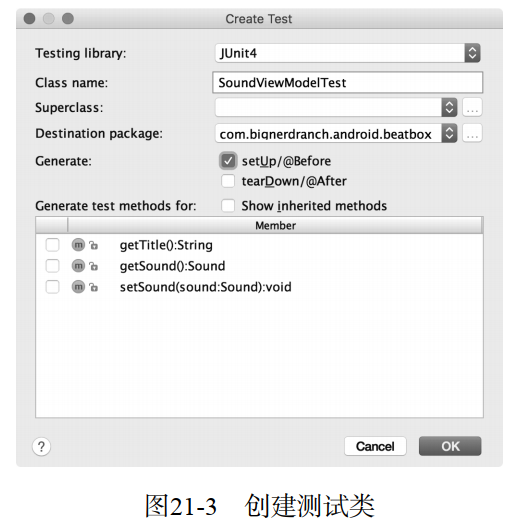 Create Test
Testing library: JUnit4
Class name: SoundViewModelTest
Superclass: ...
Destination package: com.bignerdranch.android.beatbox ...
Generate: setUp/@Before
tearDown/@After
Generate test methods for: Show inherited methods
Member
m getTitle():String
m getSound():Sound
m setSound(sound:Sound):void
? Cancel OK
图21-3 创建测试类